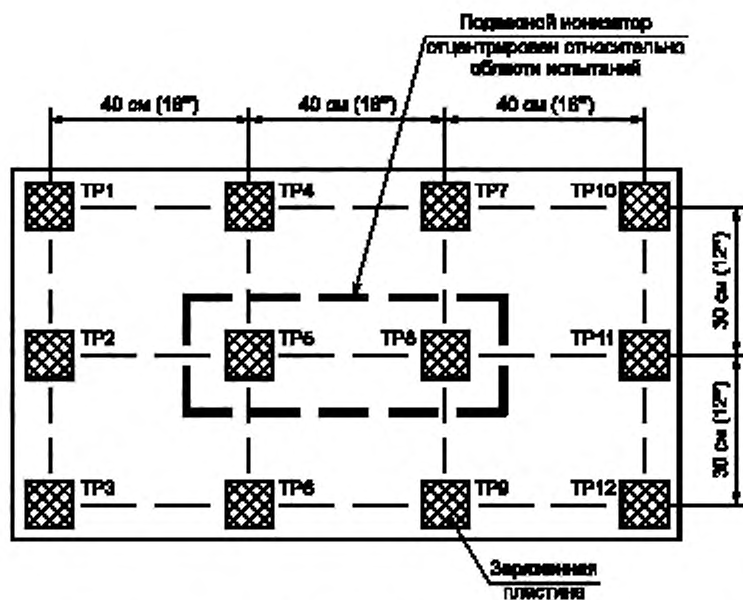 Подвесной ионизатор
отцентрирован относительно
области испытаний
40 см (16")
40 см (16")
40 см (16")
TP1
TP4
TP7
TP10
30 см (12")
TP2
TP5
TP8
TP11
30 см (12")
TP3
TP6
TP9
TP12
Заряженная
пластина